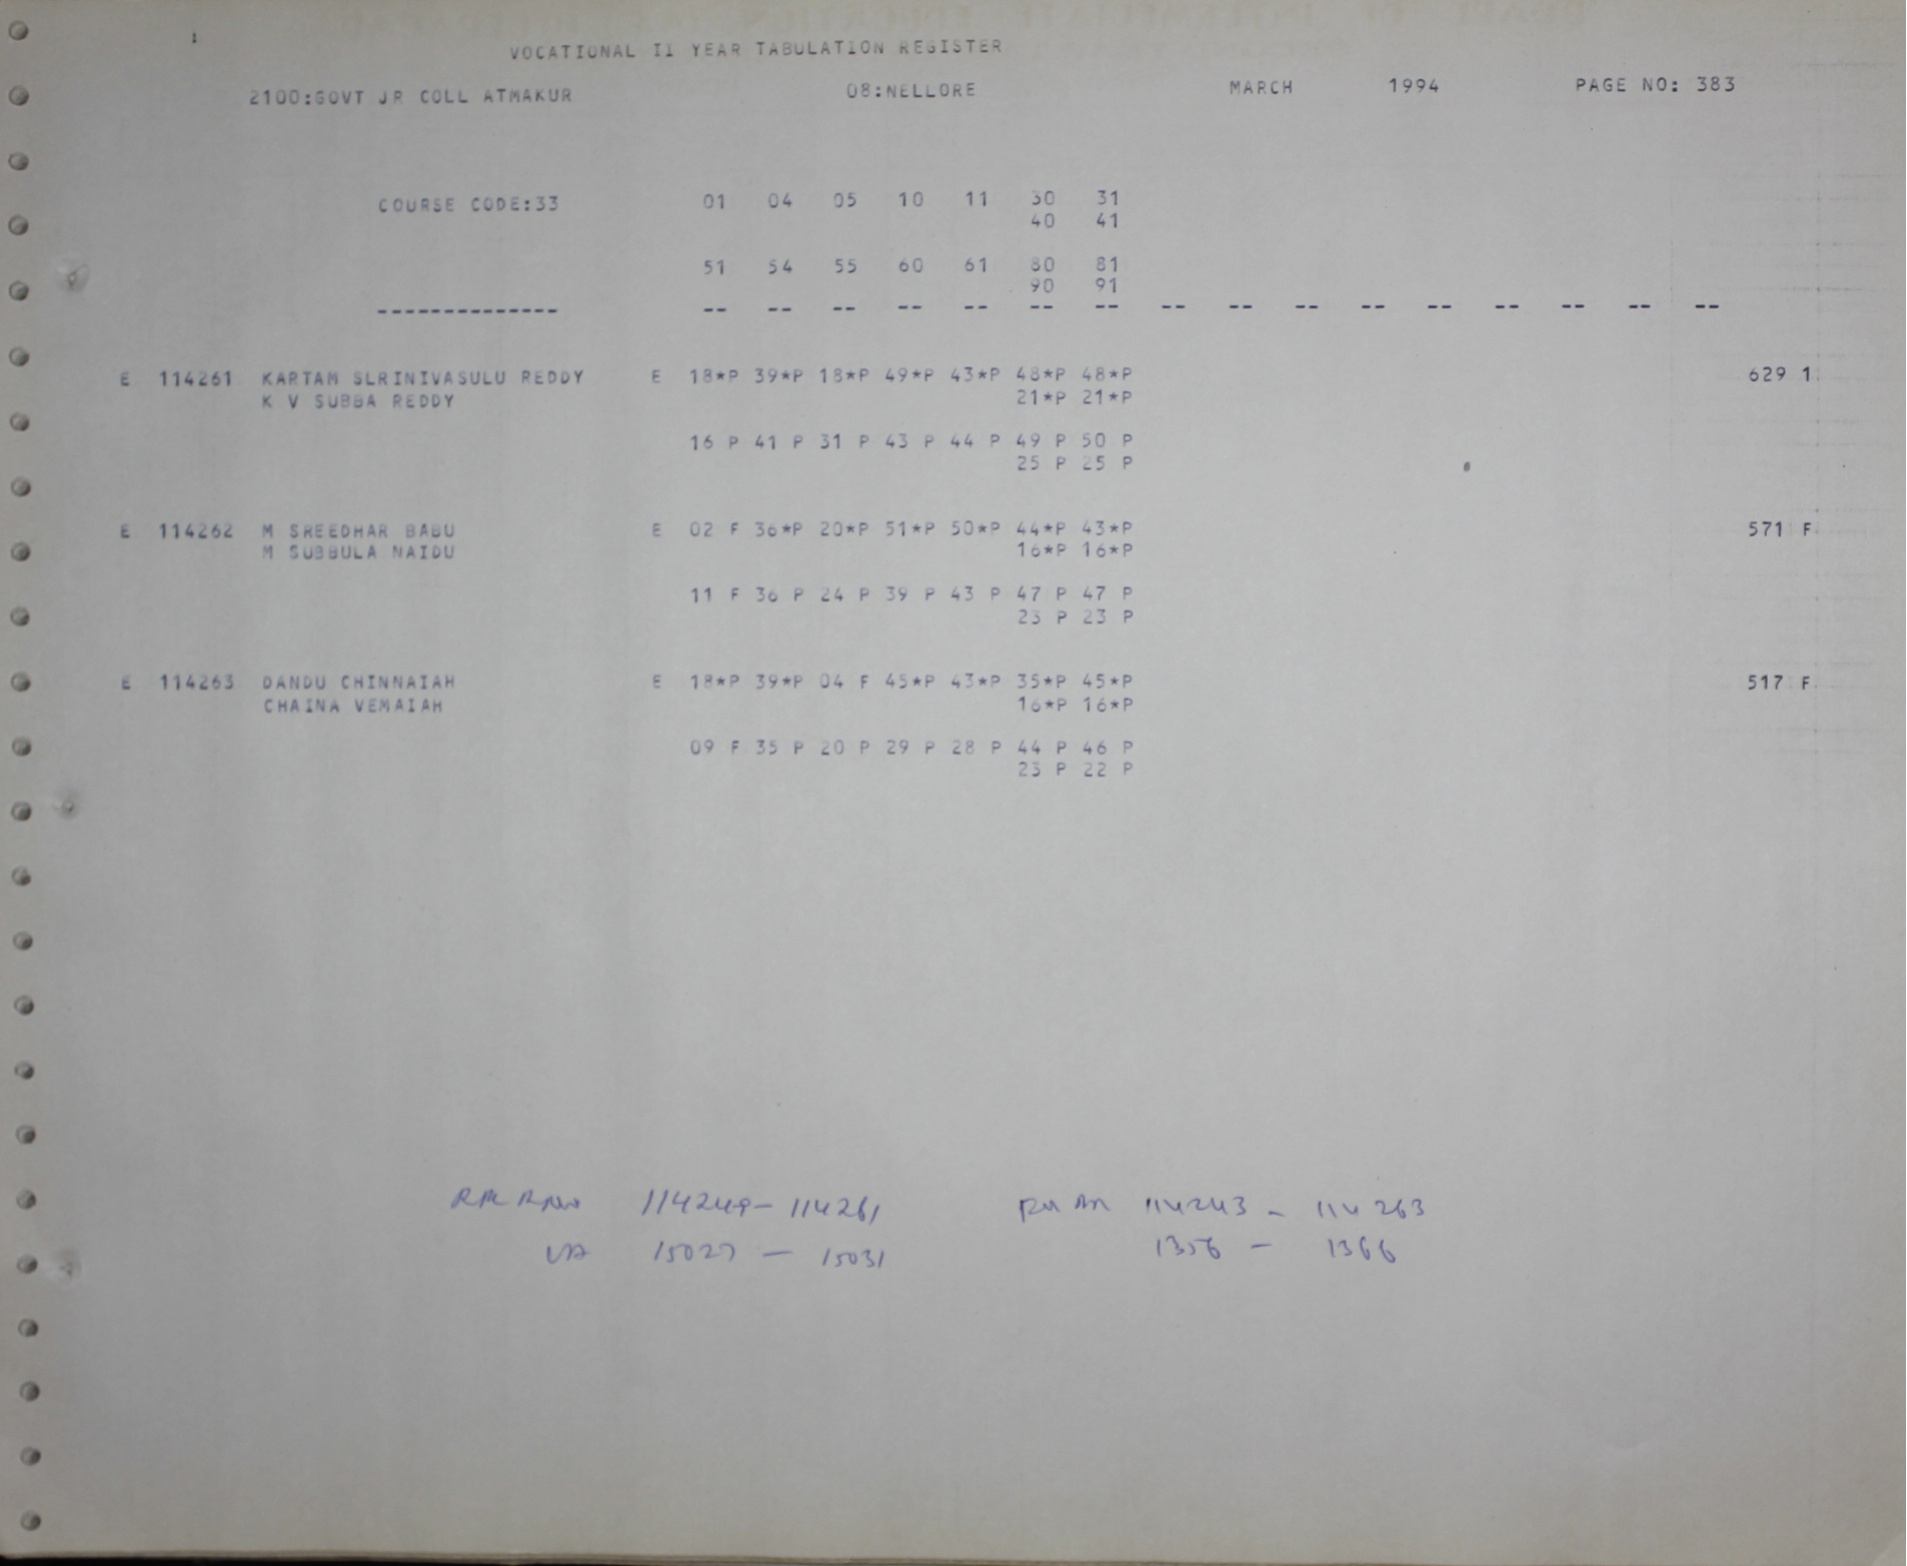 1
VOCATIONAL II YEAR TABULATION REGISTER
2100:GOVT JR COLL ATMAKUR 08:NELLORE MARCH 1994 PAGE NO: 383
COURSE CODE:33 01 04 05 10 11 30 31
40 41
51 54 55 60 61 80 81
90 91
-------------- -- -- -- -- -- -- -- -- -- -- -- -- -- -- -- --
E 114261 KARTAM SLRINIVASULU REDDY E 18*P 39*P 18*P 49*P 43*P 48*P 48*P 629 1
K V SUBBA REDDY 21*P 21*P
16 P 41 P 31 P 43 P 44 P 49 P 50 P
25 P 25 P
E 114262 M SREEDHAR BABU E 02 F 36*P 20*P 51*P 50*P 44*P 43*P 571 F
M SUBBULA NAIDU 16*P 16*P
11 F 36 P 24 P 39 P 43 P 47 P 47 P
23 P 23 P
E 114263 DANDU CHINNAIAH E 18*P 39*P 04 F 45*P 43*P 35*P 45*P 517 F
CHAINA VEMAIAH 16*P 16*P
09 F 35 P 20 P 29 P 28 P 44 P 46 P
23 P 22 P
114249 - 114261 114243 - 114263
15027 - 15031 1356 - 1366